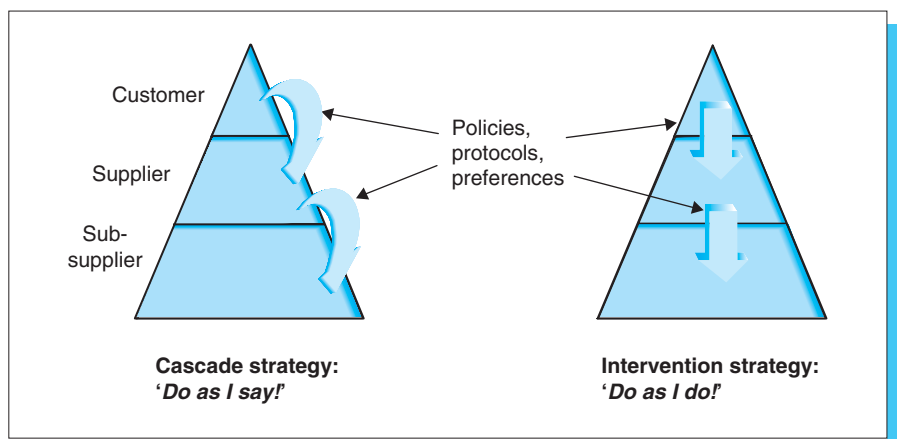 Customer
Supplier
Sub-
supplier
Policies,
protocols,
preferences
Cascade strategy:
‘Do as I say!’
Intervention strategy:
‘Do as I do!’